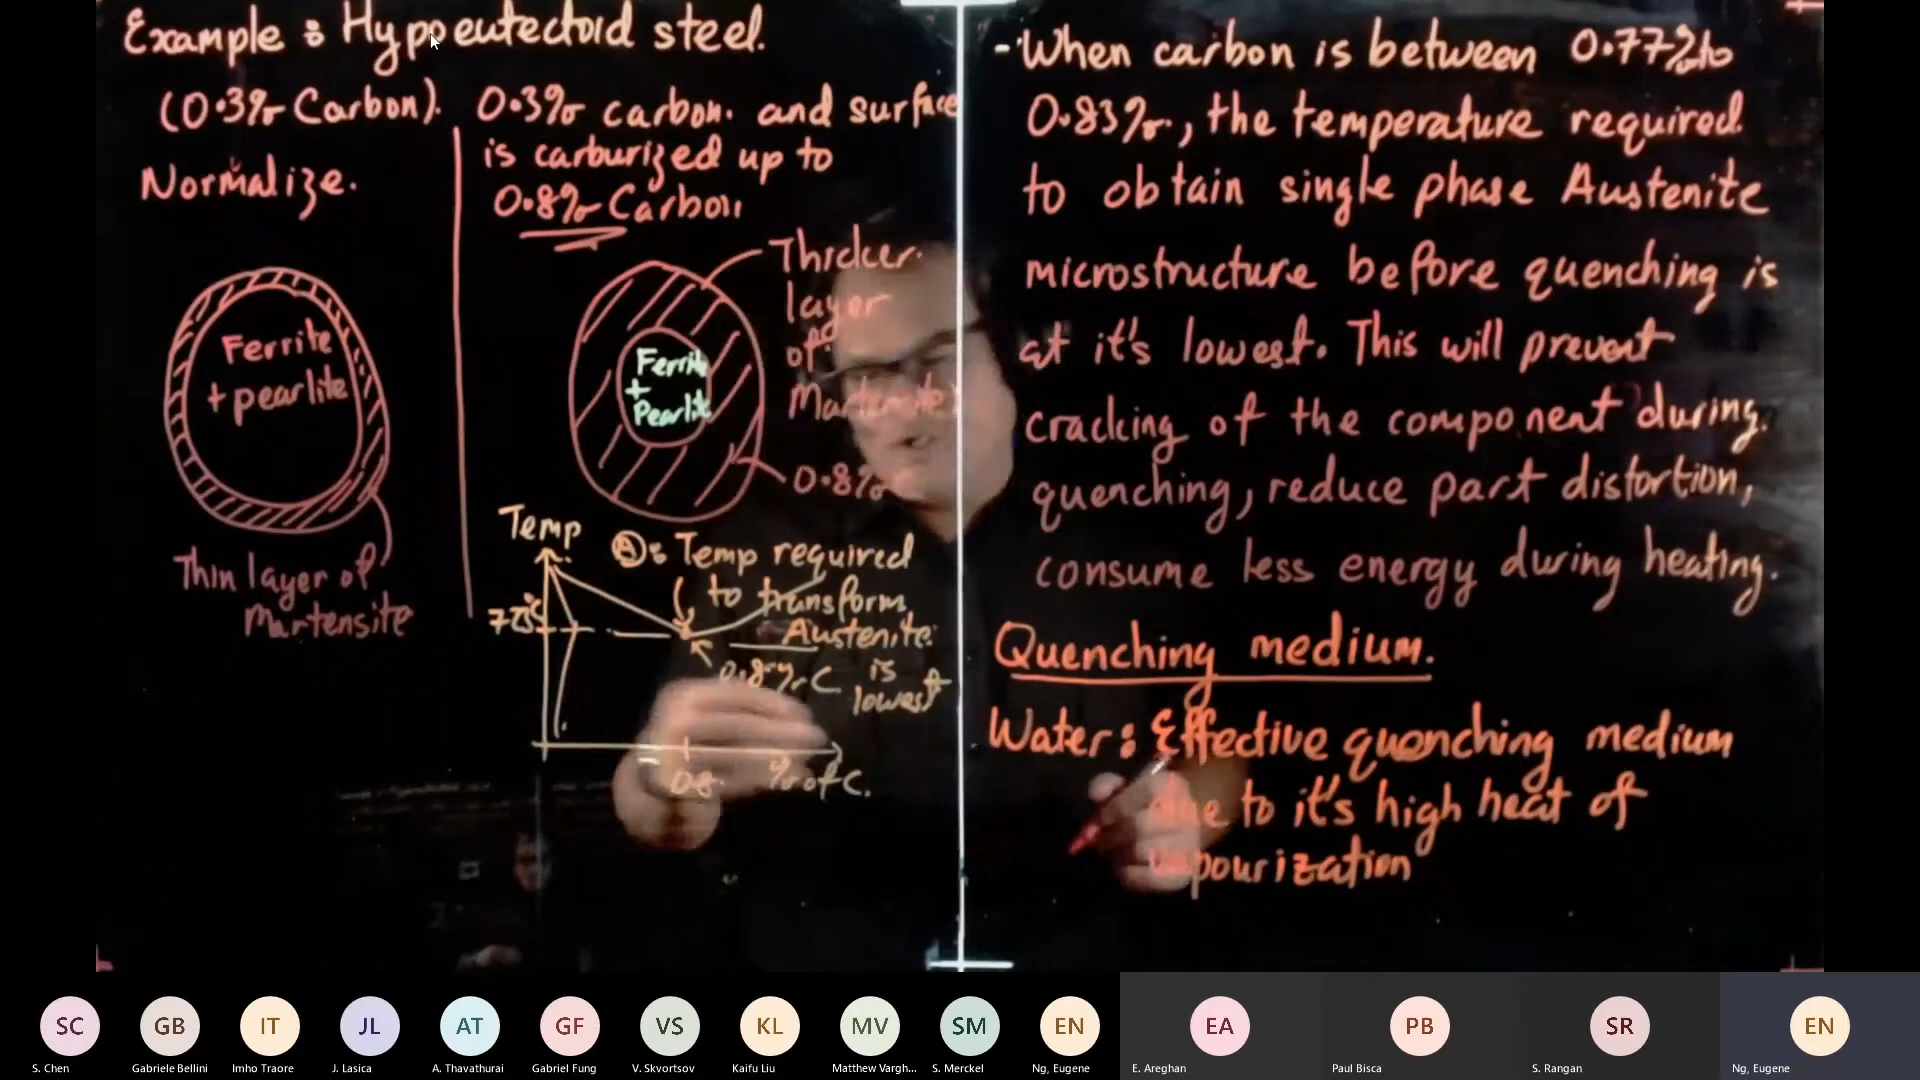 Example : Hypoeutectoid steel.
(0.3% Carbon).
Normalize.
Ferrite
+ pearlite
Thin layer of
Martensite
0.3% carbon. and surface
is carburized up to
0.8% Carbon
Thicker
layer
of
Martensite
Ferrite
+
Pearlite
0.8%
Temp
A : Temp required
to transform
Austenite
is
lowest
723°C
0.8% C
0.8
% of C.
- When carbon is between 0.77% to
0.83%, the temperature required
to obtain single phase Austenite
microstructure before quenching is
at it's lowest. This will prevent
cracking of the component during
quenching, reduce part distortion,
consume less energy during heating.
Quenching medium.
Water : Effective quenching medium
due to it's high heat of
vapourization
SC
GB
IT
JL
AT
GF
VS
KL
MV
SM
EN
EA
PB
SR
EN
S. Chen
Gabriele Bellini
Imho Traore
J. Lasica
A. Thavathurai
Gabriel Fung
V. Skvortsov
Kaifu Liu
Matthew Vargh...
S. Merckel
Ng, Eugene
E. Areghan
Paul Bisca
S. Rangan
Ng, Eugene